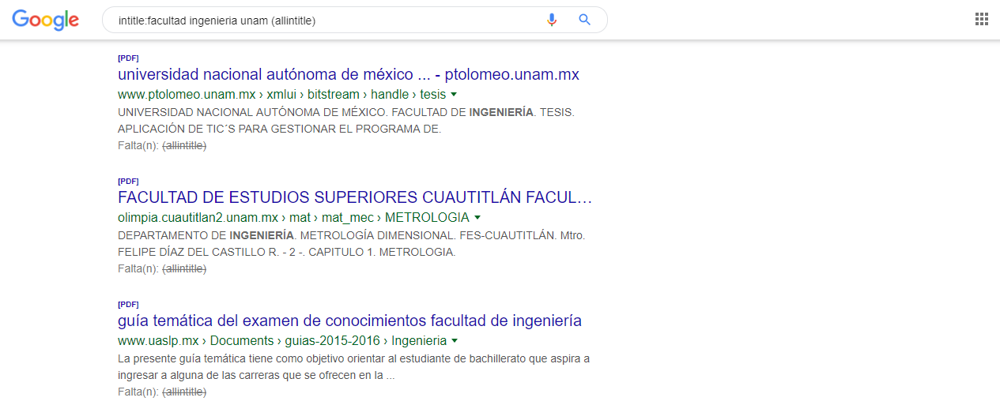 Google
intitle:facultad ingenieria unam (allintitle)
[PDF]
universidad nacional autónoma de méxico ... - ptolomeo.unam.mx
www.ptolomeo.unam.mx › xmlui › bitstream › handle › tesis
UNIVERSIDAD NACIONAL AUTÓNOMA DE MÉXICO. FACULTAD DE INGENIERÍA. TESIS.
APLICACIÓN DE TIC´S PARA GESTIONAR EL PROGRAMA DE.
Falta(n): (allintitle)
[PDF]
FACULTAD DE ESTUDIOS SUPERIORES CUAUTITLÁN FACUL...
olimpia.cuautitlan2.unam.mx › mat › mat_mec › METROLOGIA
DEPARTAMENTO DE INGENIERÍA. METROLOGÍA DIMENSIONAL. FES-CUAUTITLÁN. Mtro.
FELIPE DÍAZ DEL CASTILLO R. - 2 -. CAPITULO 1. METROLOGIA.
Falta(n): (allintitle)
[PDF]
guía temática del examen de conocimientos facultad de ingeniería
www.uaslp.mx › Documents › guias-2015-2016 › Ingenieria
La presente guía temática tiene como objetivo orientar al estudiante de bachillerato que aspira a
ingresar a alguna de las carreras que se ofrecen en la ...
Falta(n): (allintitle)